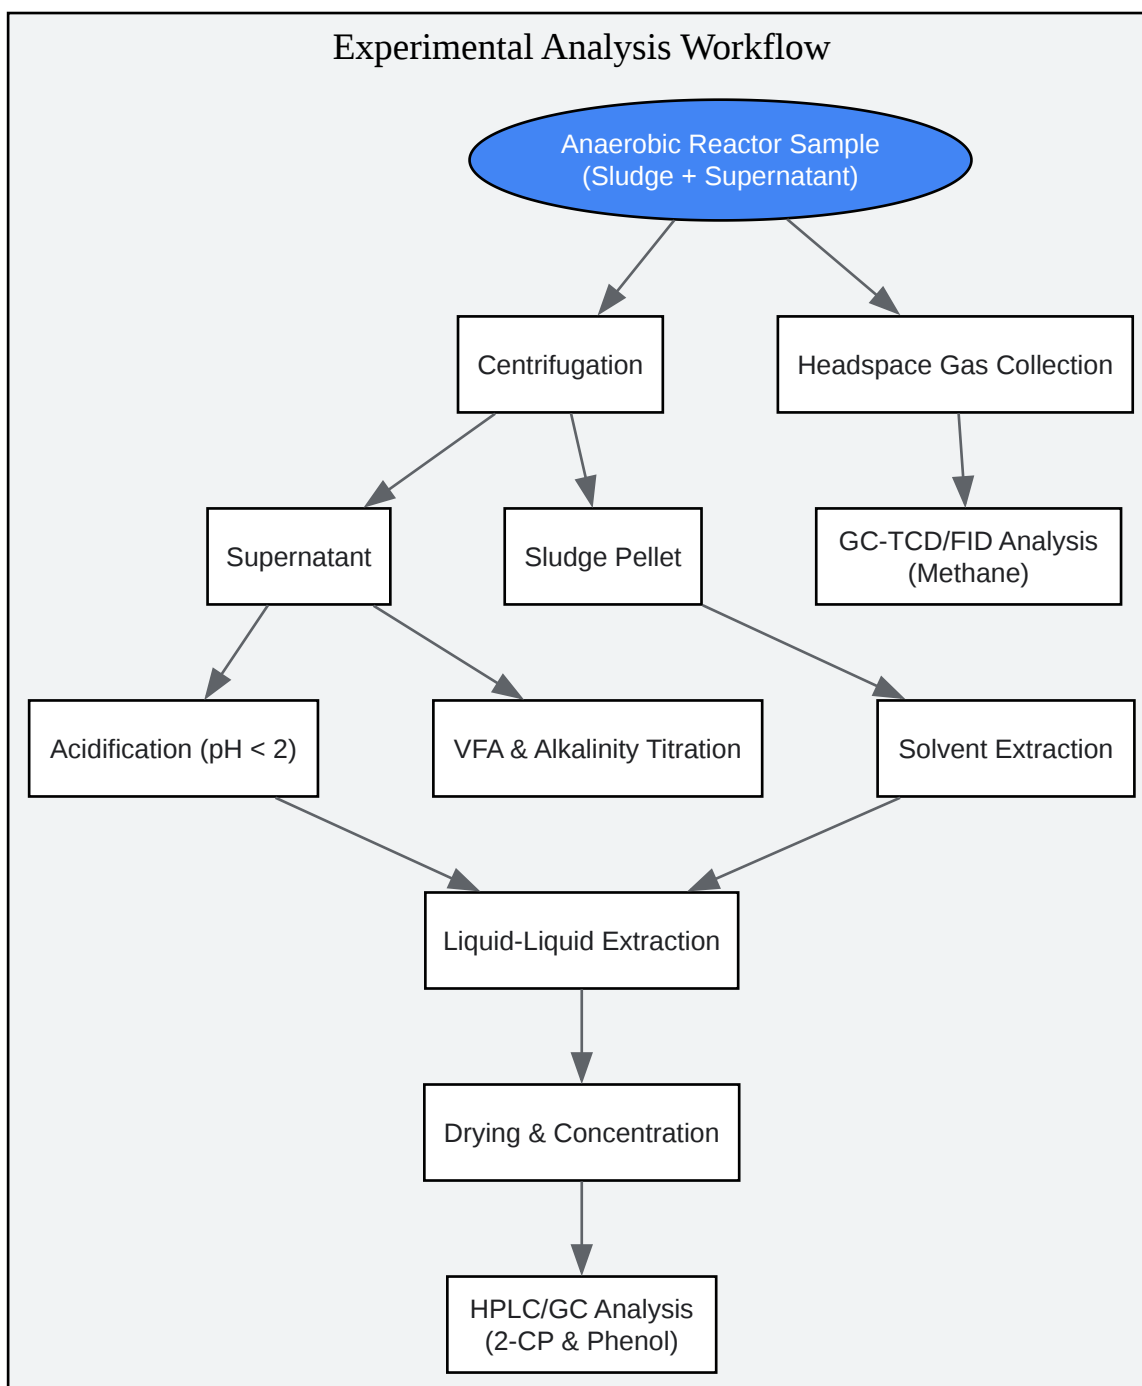 Experimental Analysis Workflow
Anaerobic Reactor Sample
(Sludge + Supernatant)
Centrifugation
Headspace Gas Collection
Supernatant
Sludge Pellet
GC-TCD/FID Analysis
(Methane)
Acidification (pH < 2)
VFA & Alkalinity Titration
Solvent Extraction
Liquid-Liquid Extraction
Drying & Concentration
HPLC/GC Analysis
(2-CP & Phenol)